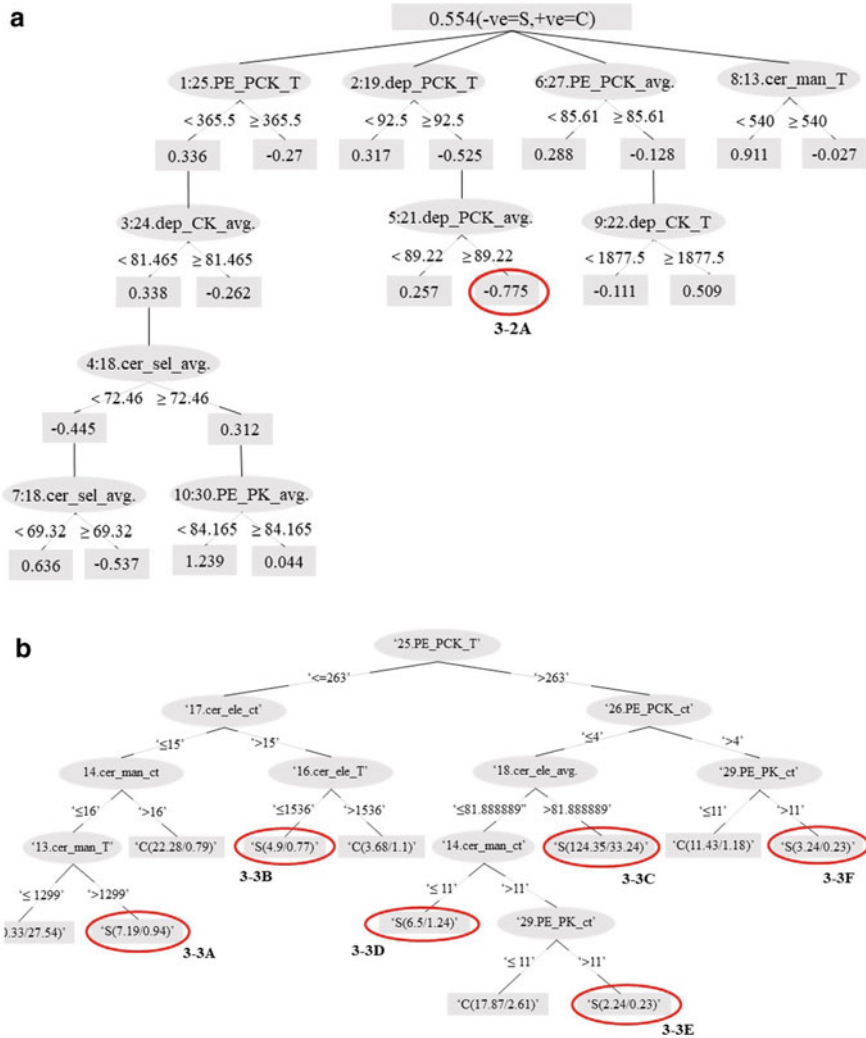 a
0.554(-ve=S,+ve=C)
1:25.PE_PCK_T 2:19.dep_PCK_T 6:27.PE_PCK_avg. 8:13.cer_man_T
< 365.5 ≥ 365.5 < 92.5 ≥ 92.5 < 85.61 ≥ 85.61 < 540 ≥ 540
0.336 -0.27 0.317 -0.525 0.288 -0.128 0.911 -0.027
3:24.dep_CK_avg. 5:21.dep_PCK_avg. 9:22.dep_CK_T
< 81.465 ≥ 81.465 < 89.22 ≥ 89.22 < 1877.5 ≥ 1877.5
0.338 -0.262 0.257 -0.775 -0.111 0.509
3-2A
4:18.cer_sel_avg.
< 72.46 ≥ 72.46
-0.445 0.312
7:18.cer_sel_avg. 10:30.PE_PK_avg.
< 69.32 ≥ 69.32 < 84.165 ≥ 84.165
0.636 -0.537 1.239 0.044
b
‘25.PE_PCK_T’
‘<=263’ ‘>263’
‘17.cer_ele_ct’ ‘26.PE_PCK_ct’
‘≤15’ ‘>15’ ‘≤4’ ‘>4’
14.cer_man_ct ‘16.cer_ele_T’ ‘18.cer_ele_avg.’ ‘29.PE_PK_ct’
‘≤16’ ‘>16’ ‘≤1536’ ‘>1536’ ‘≤81.888889” ‘>81.888889’ ‘≤11’ ‘>11’
‘13.cer_man_T’ ‘C(22.28/0.79)’ ‘S(4.9/0.77)’ ‘C(3.68/1.1)’ ‘14.cer_man_ct’ ‘S(124.35/33.24)’ ‘C(11.43/1.18)’ ‘S(3.24/0.23)’
3-3B 3-3C 3-3F
‘≤ 1299’ ‘>1299’ ‘≤ 11’ ‘>11’
0.33/27.54)’ ‘S(7.19/0.94)’ ‘S(6.5/1.24)’ ‘29.PE_PK_ct’
3-3A 3-3D
‘≤ 11’ ‘>11’
‘C(17.87/2.61)’ ‘S(2.24/0.23)’
3-3E